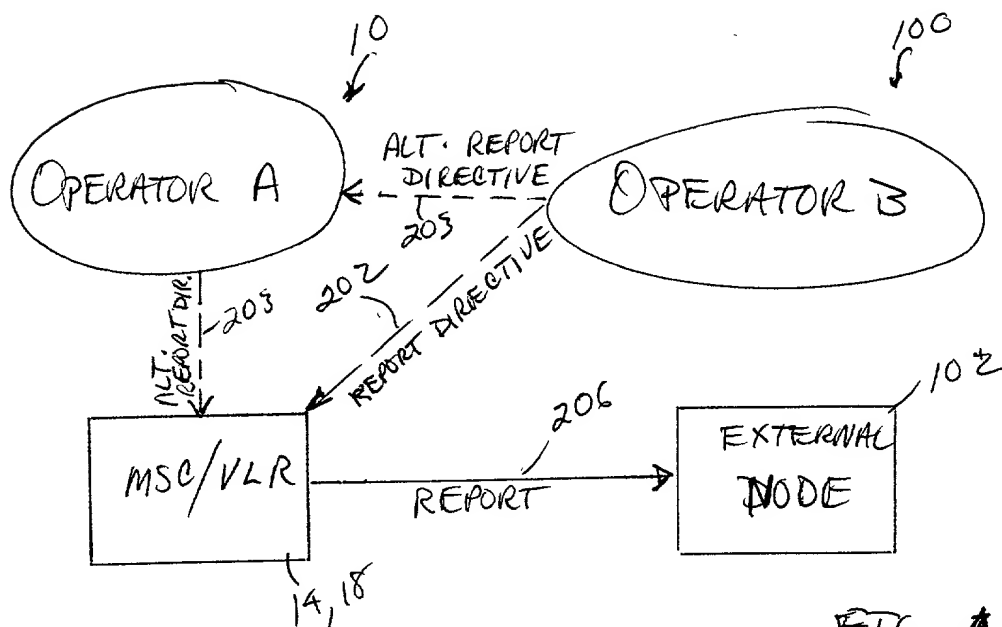 10
100
OPERATOR A
ALT. REPORT
DIRECTIVE
203
OPERATOR B
202
REPORT DIRECTIVE
203
ALT.
REPORT DIR.
MSC/VLR
206
REPORT
102
EXTERNAL
NODE
14, 18
FIG.